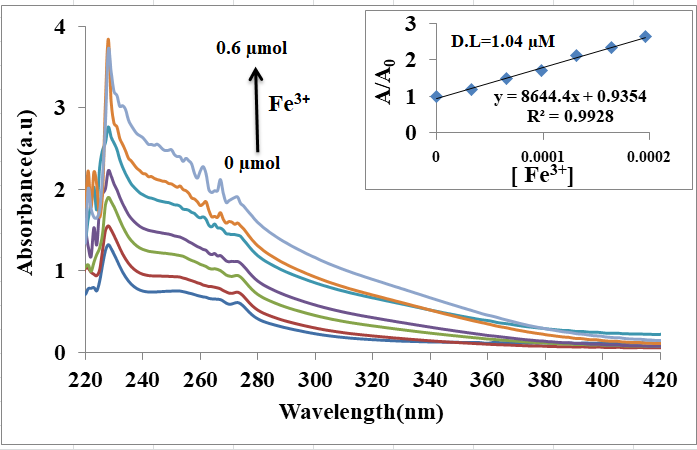 4
3
2
1
0
Absorbance(a.u)
220 240 260 280 300 320 340 360 380 400 420
Wavelength(nm)
0.6 µmol
Fe³⁺
0 µmol
3
2
1
0
A/A₀
D.L=1.04 µM
y = 8644.4x + 0.9354
R² = 0.9928
0 0.0001 0.0002
[ Fe³⁺]